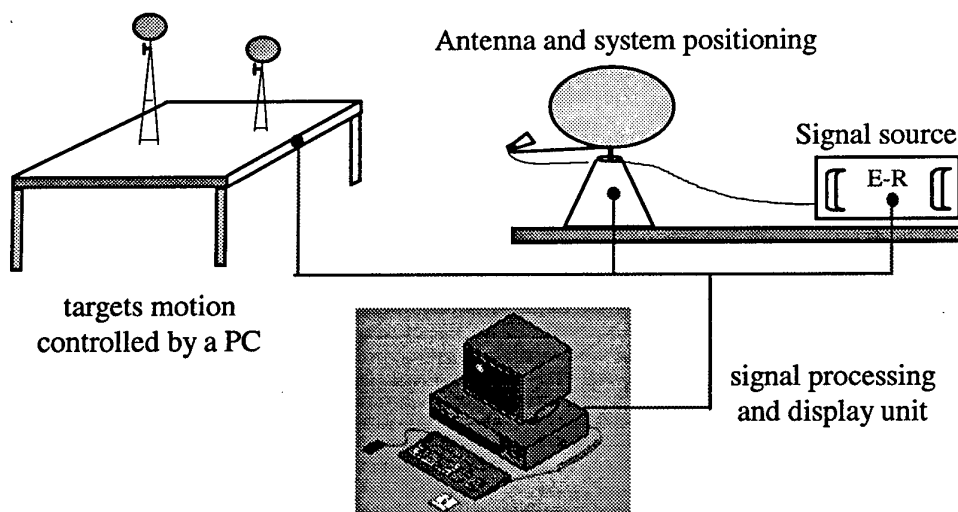 Antenna and system positioning
Signal source
E-R
targets motion
controlled by a PC
signal processing
and display unit